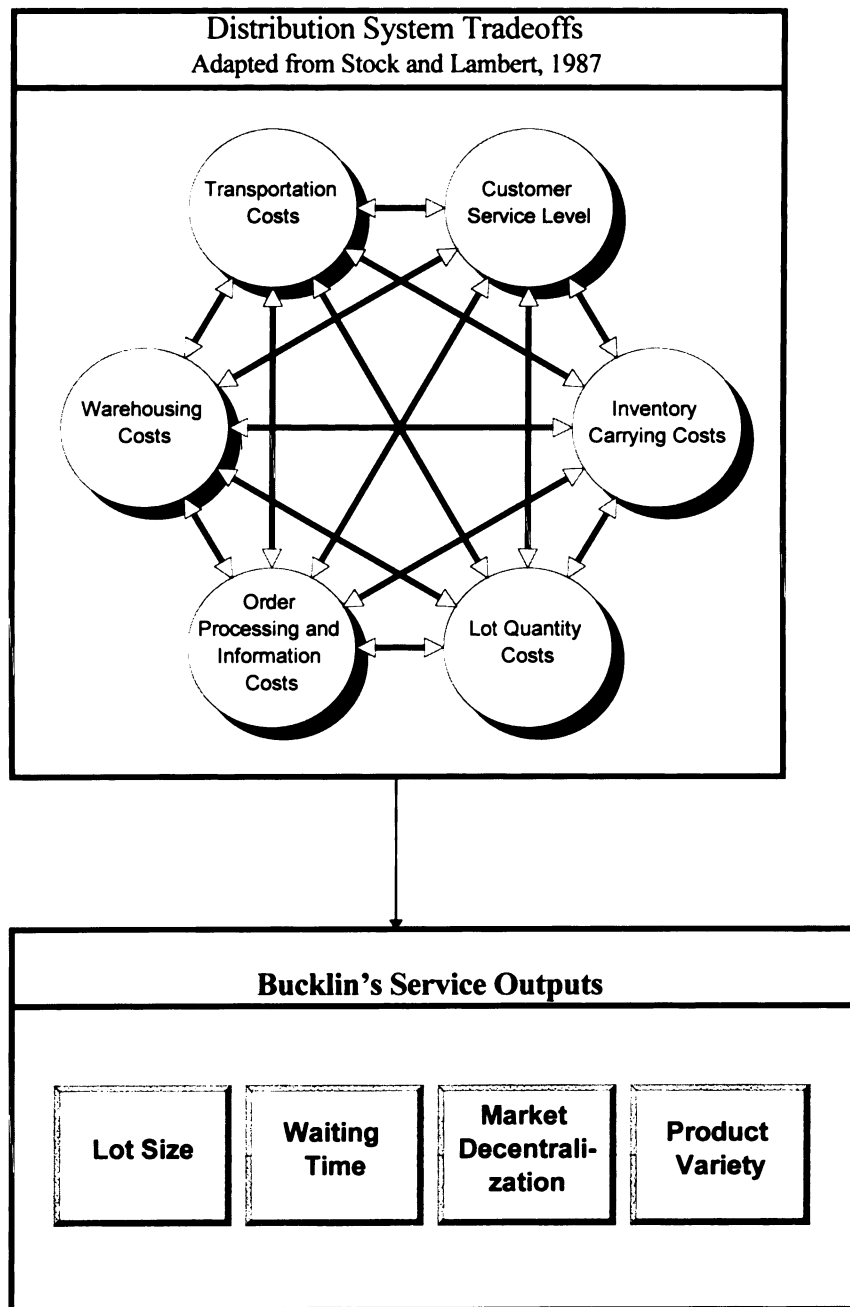 Distribution System Tradeoffs
Adapted from Stock and Lambert, 1987
Transportation
Costs
Customer
Service Level
Warehousing
Costs
Inventory
Carrying Costs
Order
Processing and
Information
Costs
Lot Quantity
Costs
Bucklin's Service Outputs
Lot Size
Waiting
Time
Market
Decentrali-
zation
Product
Variety